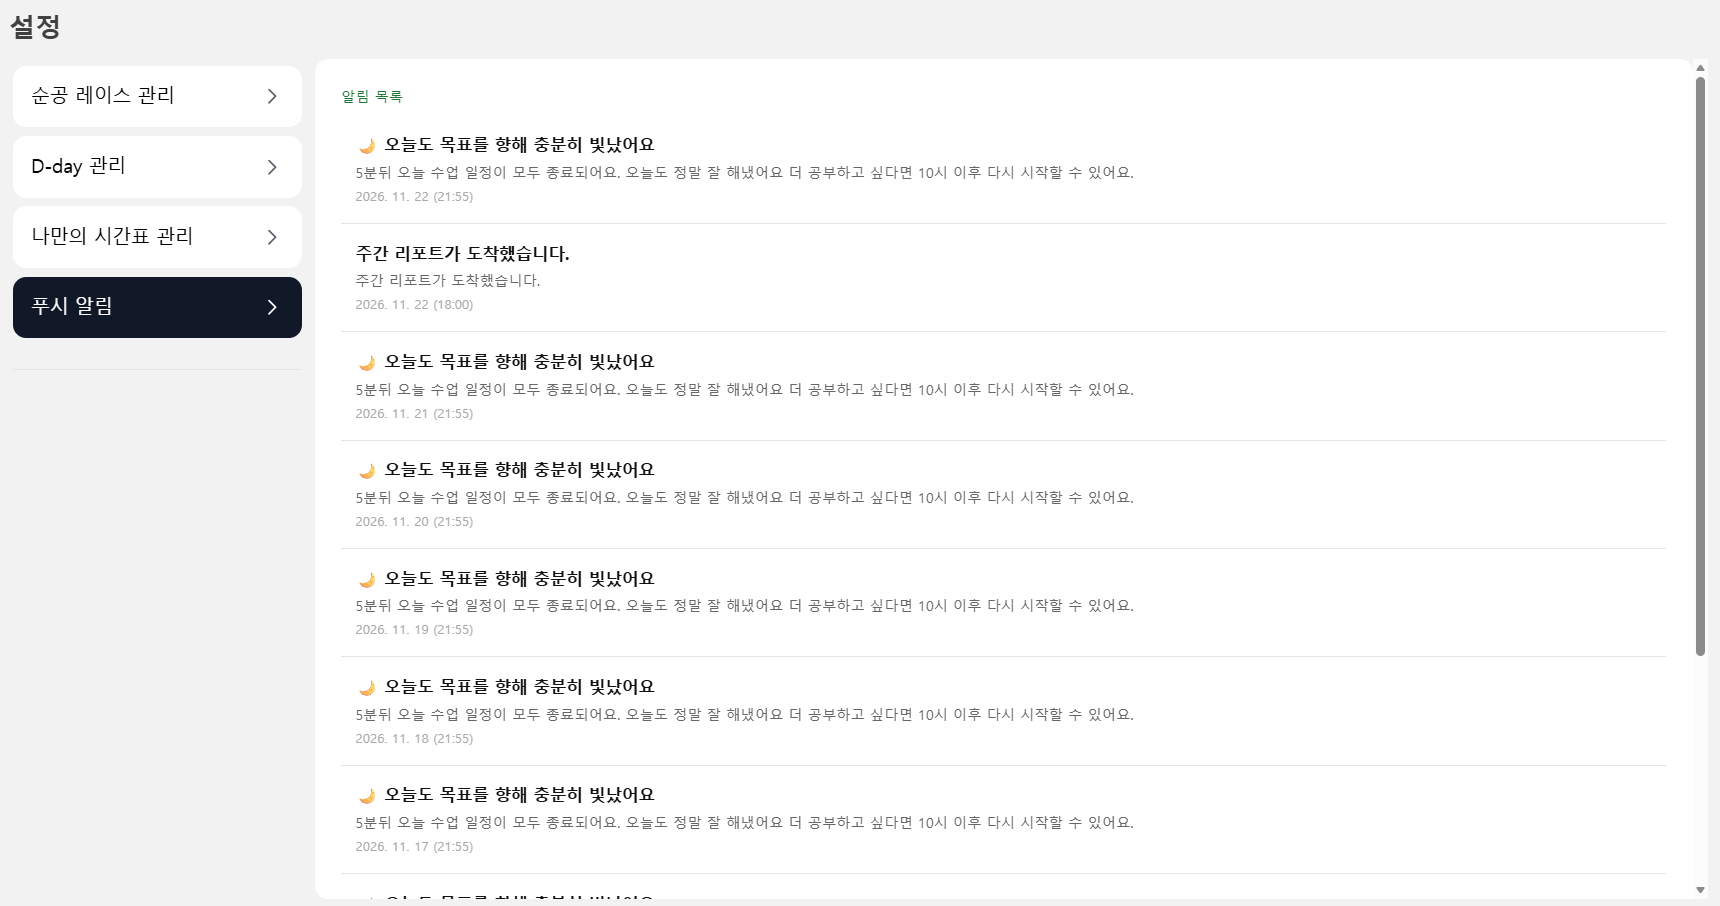 설정
순공 레이스 관리
D-day 관리
나만의 시간표 관리
푸시 알림
알림 목록
🌙 오늘도 목표를 향해 충분히 빛났어요
5분뒤 오늘 수업 일정이 모두 종료되어요. 오늘도 정말 잘 해냈어요 더 공부하고 싶다면 10시 이후 다시 시작할 수 있어요.
2026. 11. 22 (21:55)
주간 리포트가 도착했습니다.
주간 리포트가 도착했습니다.
2026. 11. 22 (18:00)
🌙 오늘도 목표를 향해 충분히 빛났어요
5분뒤 오늘 수업 일정이 모두 종료되어요. 오늘도 정말 잘 해냈어요 더 공부하고 싶다면 10시 이후 다시 시작할 수 있어요.
2026. 11. 21 (21:55)
🌙 오늘도 목표를 향해 충분히 빛났어요
5분뒤 오늘 수업 일정이 모두 종료되어요. 오늘도 정말 잘 해냈어요 더 공부하고 싶다면 10시 이후 다시 시작할 수 있어요.
2026. 11. 20 (21:55)
🌙 오늘도 목표를 향해 충분히 빛났어요
5분뒤 오늘 수업 일정이 모두 종료되어요. 오늘도 정말 잘 해냈어요 더 공부하고 싶다면 10시 이후 다시 시작할 수 있어요.
2026. 11. 19 (21:55)
🌙 오늘도 목표를 향해 충분히 빛났어요
5분뒤 오늘 수업 일정이 모두 종료되어요. 오늘도 정말 잘 해냈어요 더 공부하고 싶다면 10시 이후 다시 시작할 수 있어요.
2026. 11. 18 (21:55)
🌙 오늘도 목표를 향해 충분히 빛났어요
5분뒤 오늘 수업 일정이 모두 종료되어요. 오늘도 정말 잘 해냈어요 더 공부하고 싶다면 10시 이후 다시 시작할 수 있어요.
2026. 11. 17 (21:55)